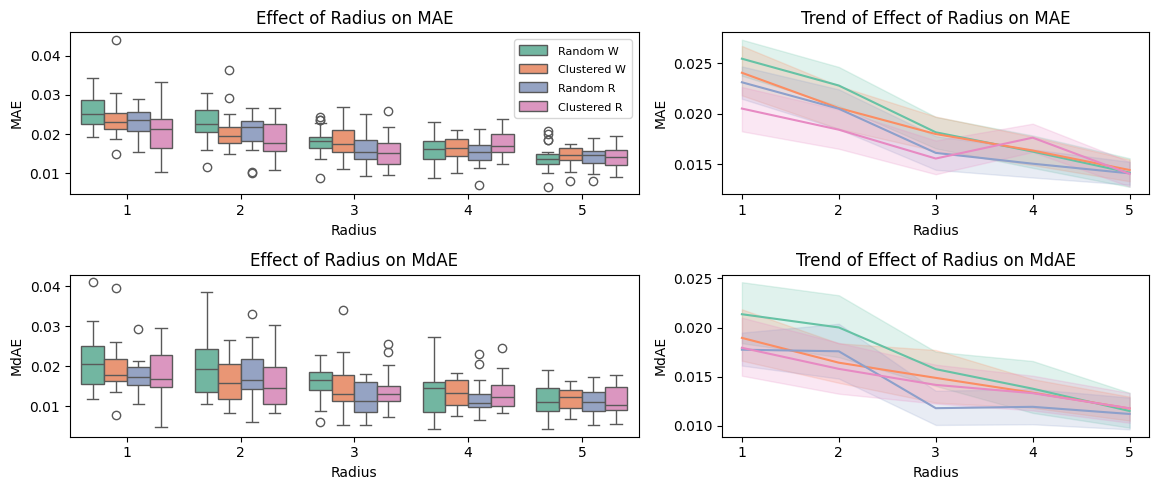 Effect of Radius on MAE
MAE
0.04
0.03
0.02
0.01
Random W
Clustered W
Random R
Clustered R
1 2 3 4 5
Radius
Trend of Effect of Radius on MAE
MAE
0.025
0.020
0.015
1 2 3 4 5
Radius
Effect of Radius on MdAE
MdAE
0.04
0.03
0.02
0.01
1 2 3 4 5
Radius
Trend of Effect of Radius on MdAE
MdAE
0.025
0.020
0.015
0.010
1 2 3 4 5
Radius